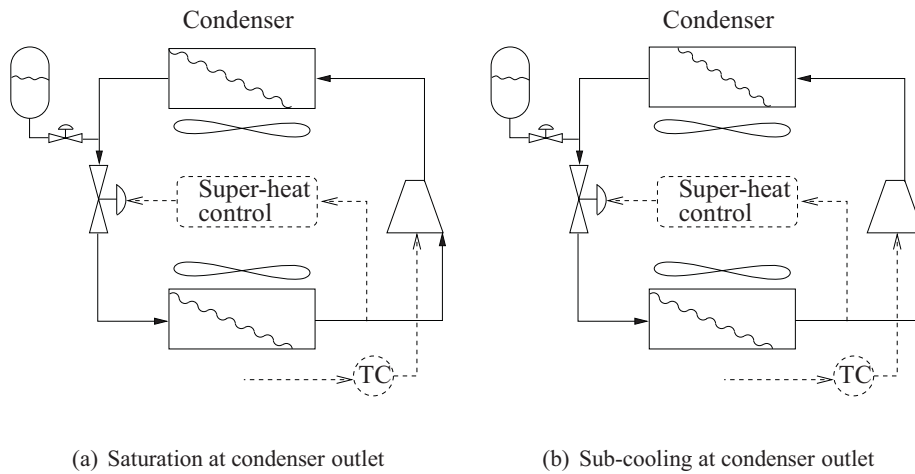 Condenser
Condenser
Super-heat
control
Super-heat
control
TC
TC
(a) Saturation at condenser outlet
(b) Sub-cooling at condenser outlet